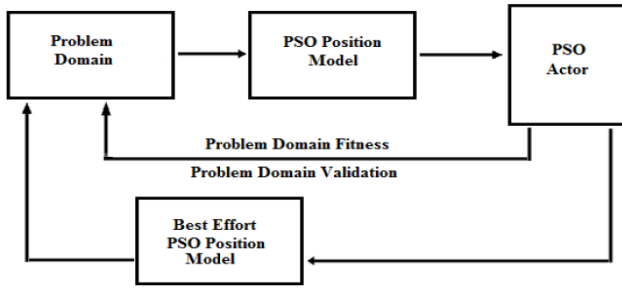 Problem
Domain
PSO Position
Model
PSO
Actor
Problem Domain Fitness
Problem Domain Validation
Best Effort
PSO Position
Model